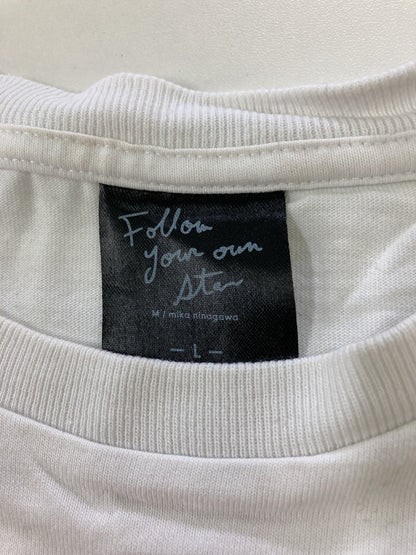 Follow
your own
Star
M / mika ninagawa
— L —